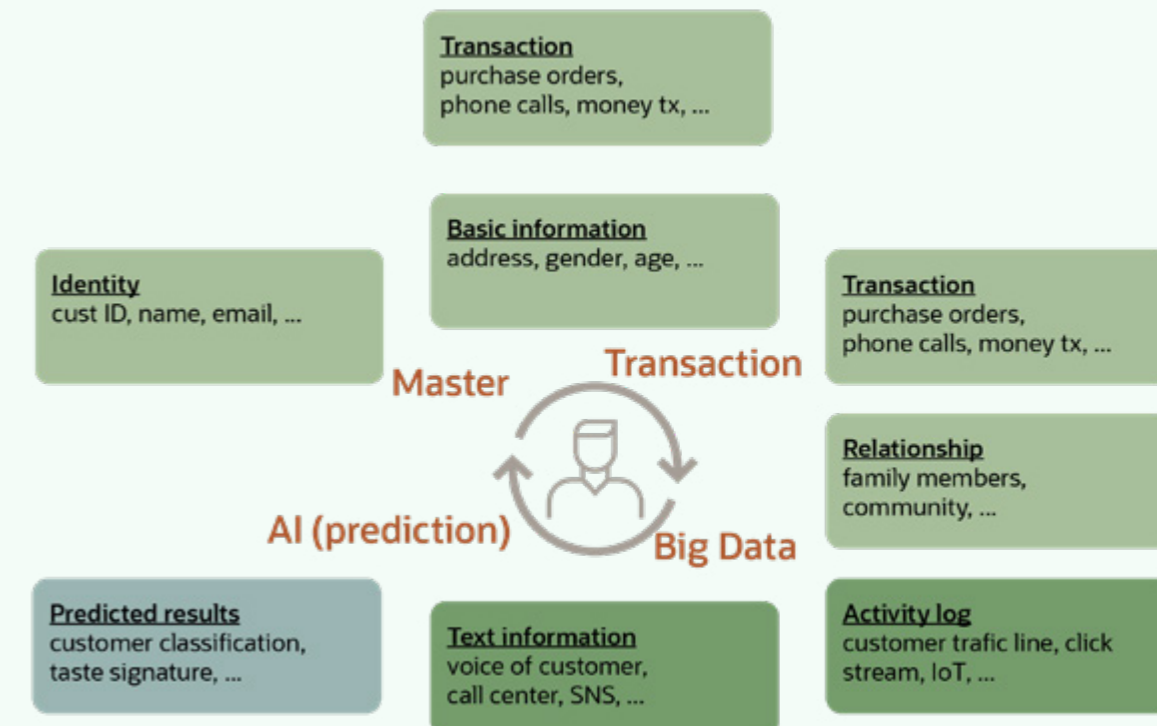 Transaction
purchase orders,
phone calls, money tx, ...
Basic information
address, gender, age, ...
Identity
cust ID, name, email, ...
Transaction
purchase orders,
phone calls, money tx, ...
Master
Transaction
Relationship
family members,
community, ...
AI (prediction)
Big Data
Predicted results
customer classification,
taste signature, ...
Text information
voice of customer,
call center, SNS, ...
Activity log
customer trafic line, click
stream, IoT, ...